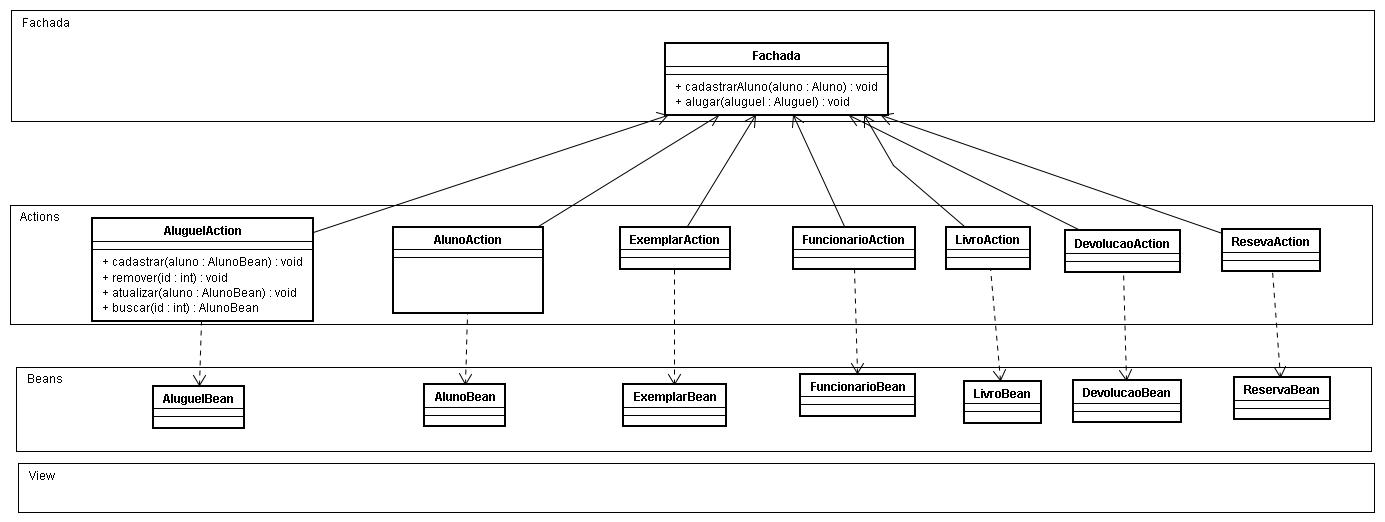 Fachada
Fachada
+ cadastrarAluno(aluno : Aluno) : void
+ alugar(aluguel : Aluguel) : void
Actions
AluguelAction
+ cadastrar(aluno : AlunoBean) : void
+ remover(id : int) : void
+ atualizar(aluno : AlunoBean) : void
+ buscar(id : int) : AlunoBean
AlunoAction
ExemplarAction
FuncionarioAction
LivroAction
DevolucaoAction
ResevaAction
Beans
AluguelBean
AlunoBean
ExemplarBean
FuncionarioBean
LivroBean
DevolucaoBean
ReservaBean
View